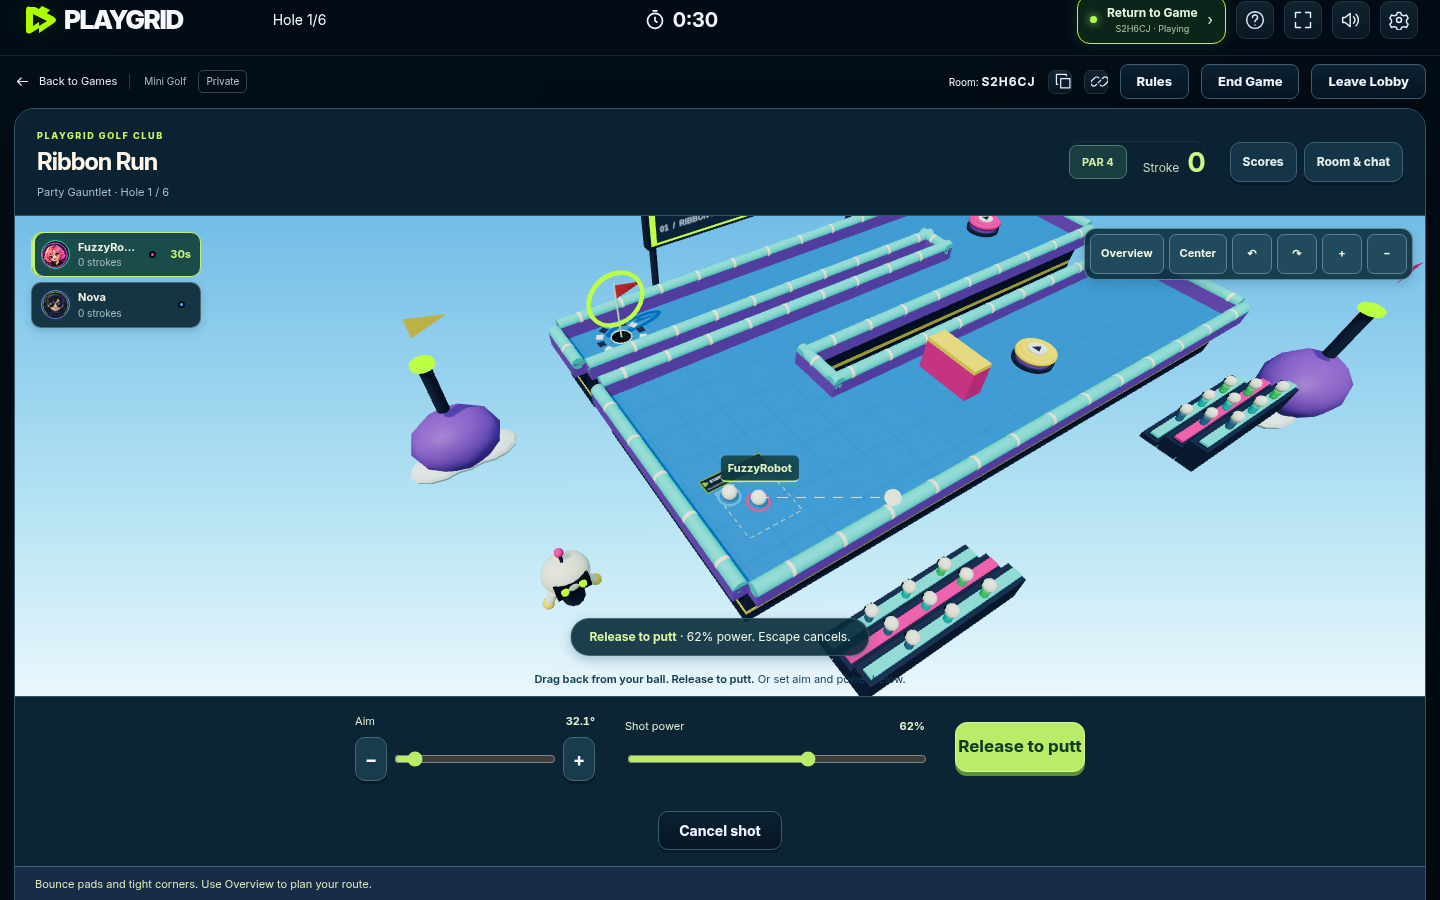 PLAYGRID
Hole 1/6
0:30
Return to Game
S2H6CJ · Playing
Back to Games
Mini Golf
Private
Room: S2H6CJ
Rules
End Game
Leave Lobby
PLAYGRID GOLF CLUB
Ribbon Run
Party Gauntlet · Hole 1 / 6
PAR 4
Stroke 0
Scores
Room & chat
01 / RIBBON
FuzzyRo...
0 strokes
30s
Nova
0 strokes
Overview
Center
FuzzyRobot
Release to putt · 62% power. Escape cancels.
Drag back from your ball. Release to putt. Or set aim and power below.
Aim
32.1°
Shot power
62%
Release to putt
Cancel shot
Bounce pads and tight corners. Use Overview to plan your route.